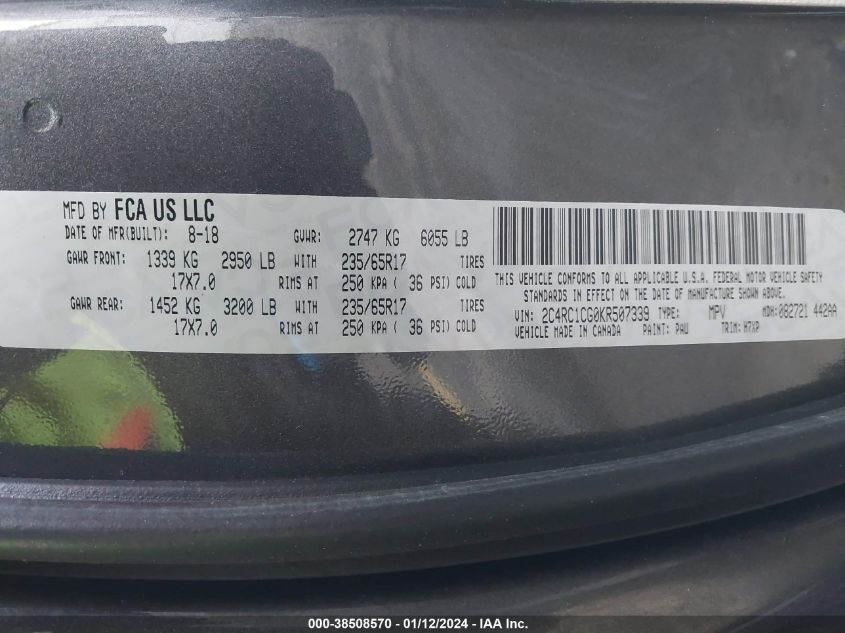 MFD BY FCA US LLC
DATE OF MFR(BUILT): 8-18 GVWR: 2747 KG 6055 LB
GAWR FRONT: 1339 KG 2950 LB WITH 235/65R17 TIRES
17X7.0 RIMS AT 250 KPA ( 36 PSI) COLD
GAWR REAR: 1452 KG 3200 LB WITH 235/65R17 TIRES
17X7.0 RIMS AT 250 KPA ( 36 PSI) COLD
THIS VEHICLE CONFORMS TO ALL APPLICABLE U.S.A. FEDERAL MOTOR VEHICLE SAFETY
STANDARDS IN EFFECT ON THE DATE OF MANUFACTURE SHOWN ABOVE.
VIN: 2C4RC1CG0KR507339 TYPE: MPV MDH: 082721 442AA
VEHICLE MADE IN CANADA PAINT: PAU TRIM: H7XP
000-38508570 - 01/12/2024 - IAA Inc.